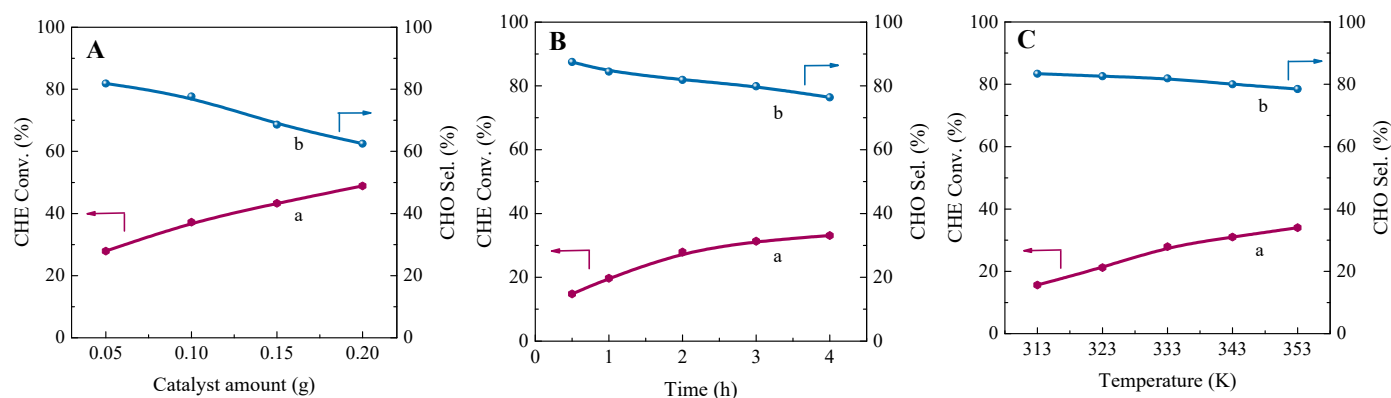 A
CHE Conv. (%)
100
80
60
40
20
0
100
80
60
40
20
0
CHO Sel. (%)
b
a
0.05 0.10 0.15 0.20
Catalyst amount (g)
B
CHE Conv. (%)
100
80
60
40
20
0
100
80
60
40
20
0
CHO Sel. (%)
b
a
0 1 2 3 4
Time (h)
C
CHE Conv. (%)
100
80
60
40
20
0
100
80
60
40
20
0
CHO Sel. (%)
b
a
313 323 333 343 353
Temperature (K)